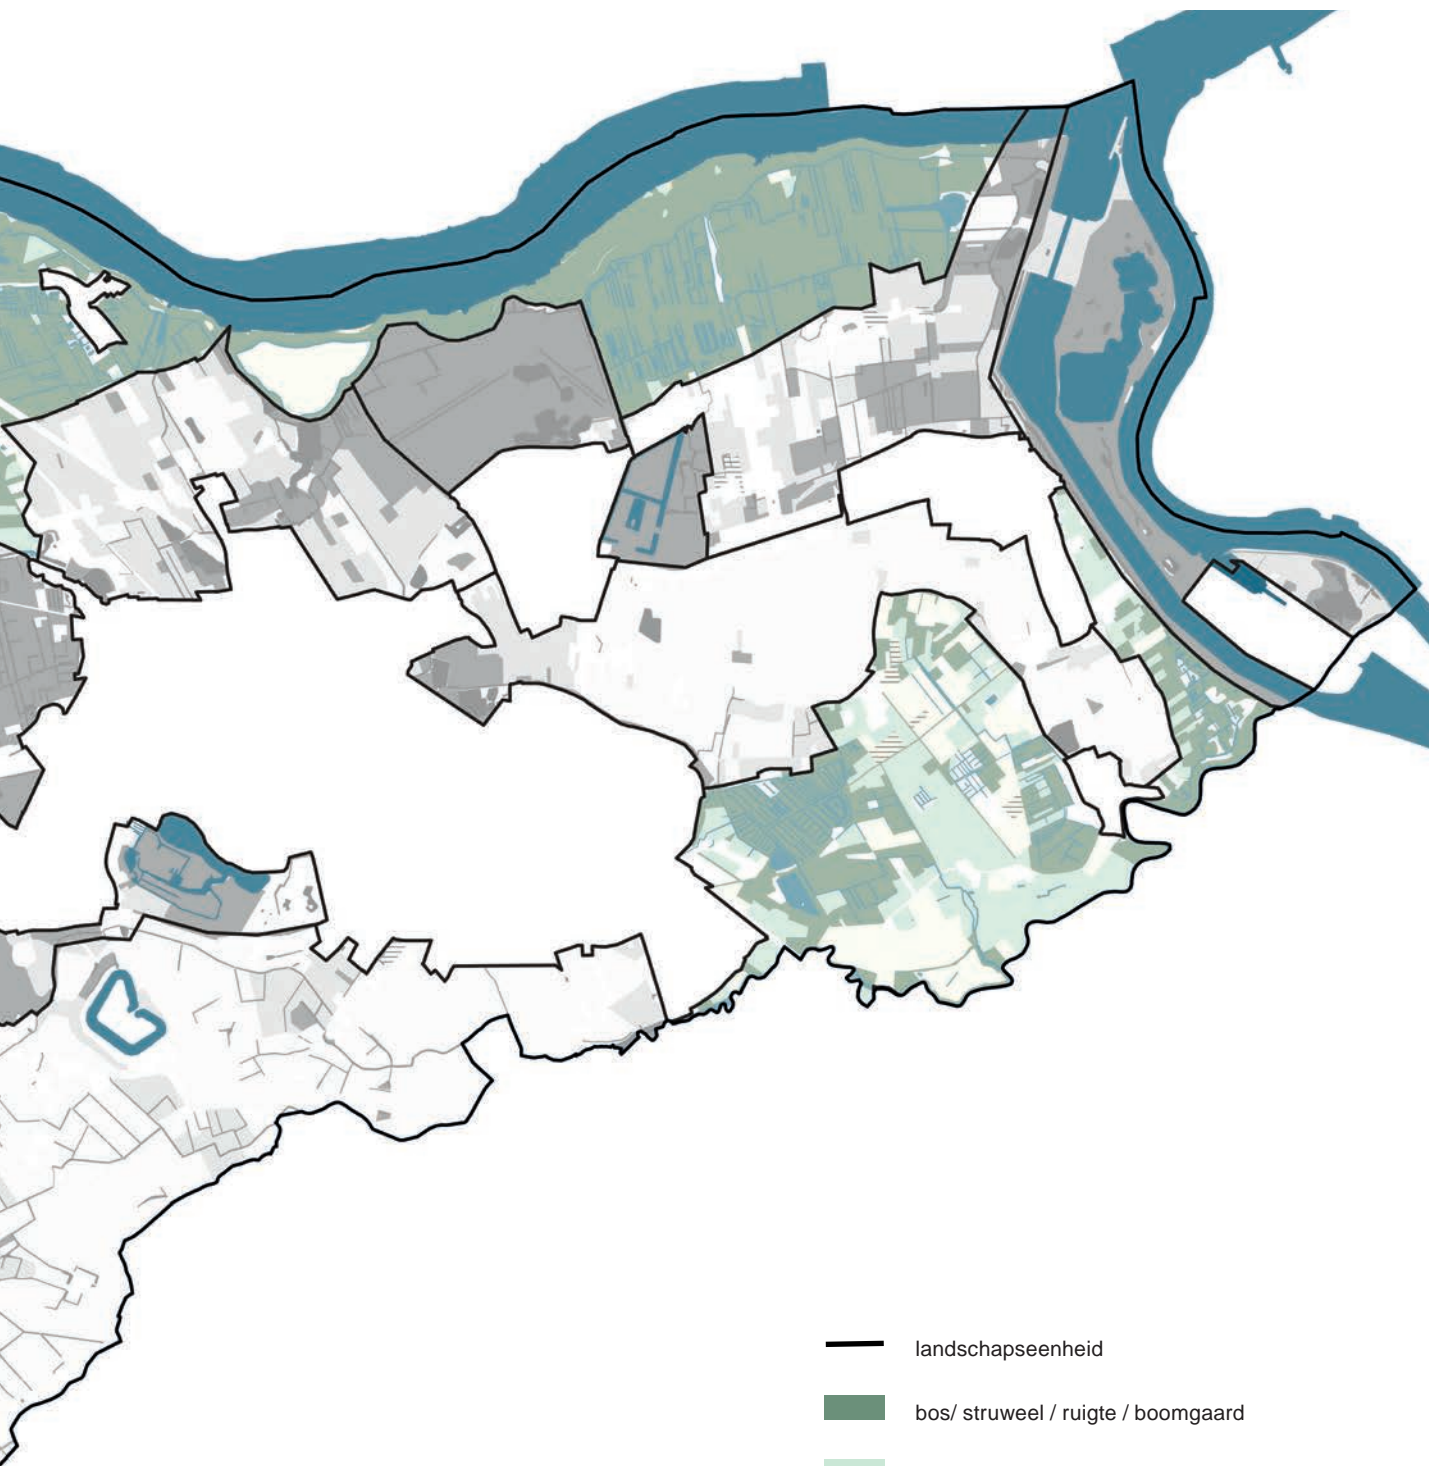 landschapseenheid
bos/ struweel / ruigte / boomgaard